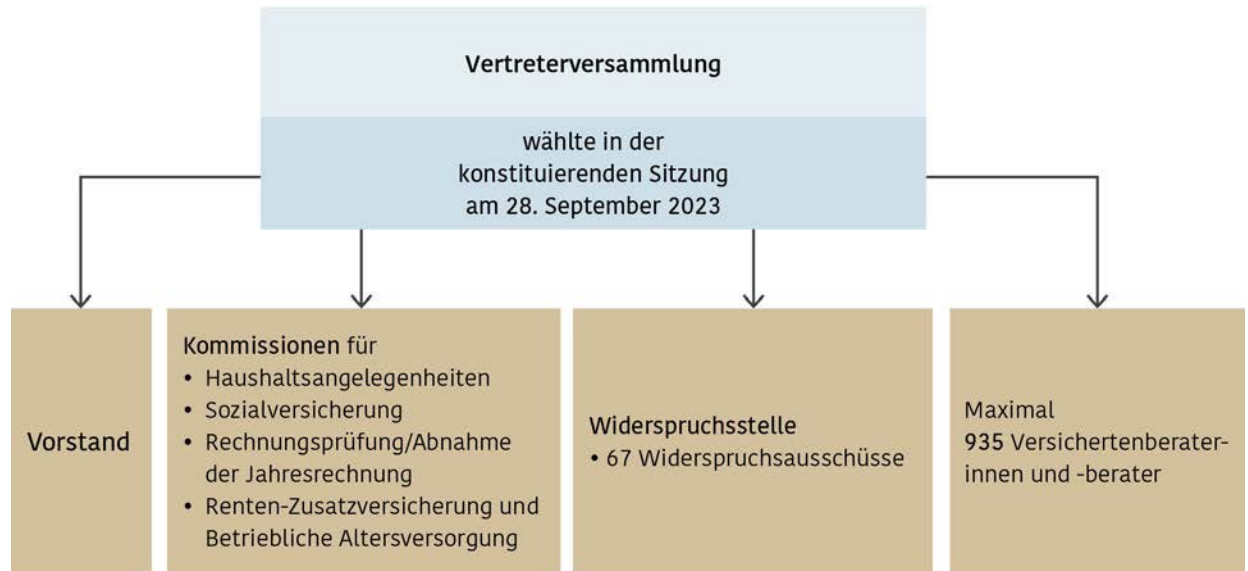 Vertreterversammlung
wählte in der
konstituierenden Sitzung
am 28. September 2023
Vorstand
Kommissionen für
• Haushaltsangelegenheiten
• Sozialversicherung
• Rechnungsprüfung/Abnahme
der Jahresrechnung
• Renten-Zusatzversicherung und
Betriebliche Altersversorgung
Widerspruchsstelle
• 67 Widerspruchsausschüsse
Maximal
935 Versichertenberater-
innen und -berater